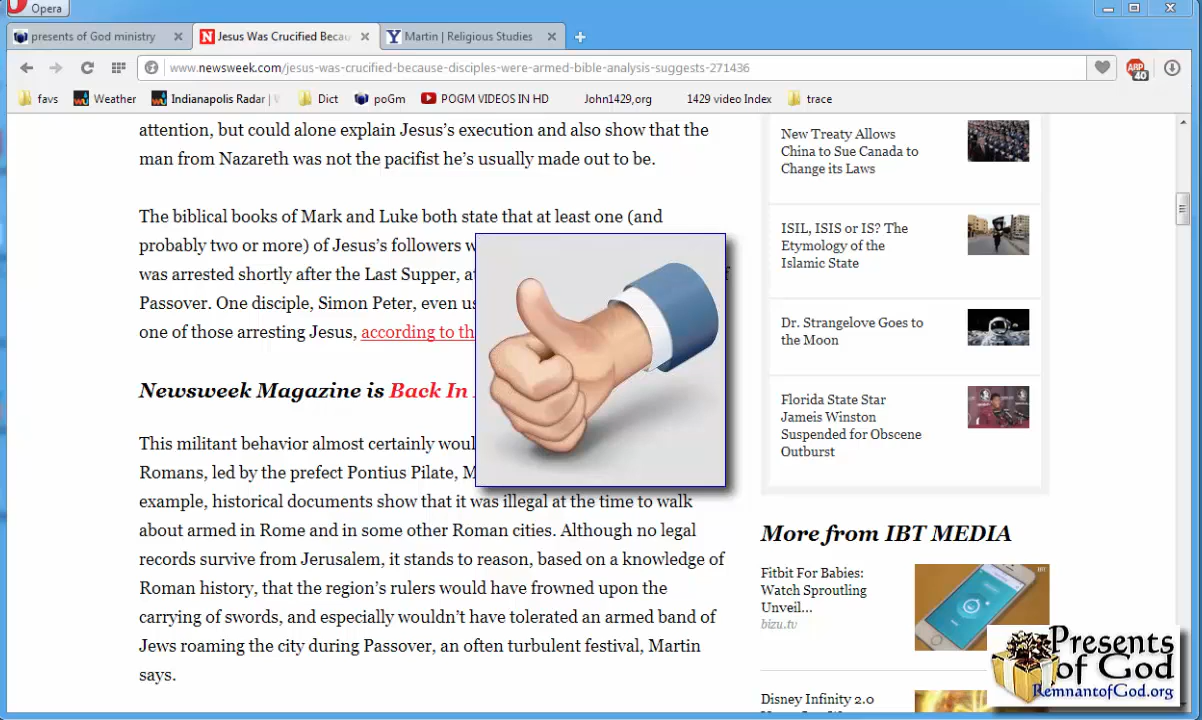 Opera
presents of God ministry
Jesus Was Crucified Becau
Martin | Religious Studies
www.newsweek.com/jesus-was-crucified-because-disciples-were-armed-bible-analysis-suggests-271436
ABP
40
favs
Weather
Indianapolis Radar |
Dict
poGm
POGM VIDEOS IN HD
John1429,org
1429 video Index
trace
attention, but could alone explain Jesus’s execution and also show that the
man from Nazareth was not the pacifist he’s usually made out to be.
The biblical books of Mark and Luke both state that at least one (and
probably two or more) of Jesus’s followers
was arrested shortly after the Last Supper,
Passover. One disciple, Simon Peter, even
one of those arresting Jesus, according to
Newsweek Magazine is Back In
This militant behavior almost certainly
Romans, led by the prefect Pontius Pilate,
example, historical documents show that it was illegal at the time to walk
about armed in Rome and in some other Roman cities. Although no legal
records survive from Jerusalem, it stands to reason, based on a knowledge of
Roman history, that the region’s rulers would have frowned upon the
carrying of swords, and especially wouldn’t have tolerated an armed band of
Jews roaming the city during Passover, an often turbulent festival, Martin
says.
New Treaty Allows
China to Sue Canada to
Change its Laws
ISIL, ISIS or IS? The
Etymology of the
Islamic State
Dr. Strangelove Goes to
the Moon
Florida State Star
Jameis Winston
Suspended for Obscene
Outburst
More from IBT MEDIA
Fitbit For Babies:
Watch Sproutling
Unveil...
bizu.tv
Disney Infinity 2.0
Presents
of God
RemnantofGod.org